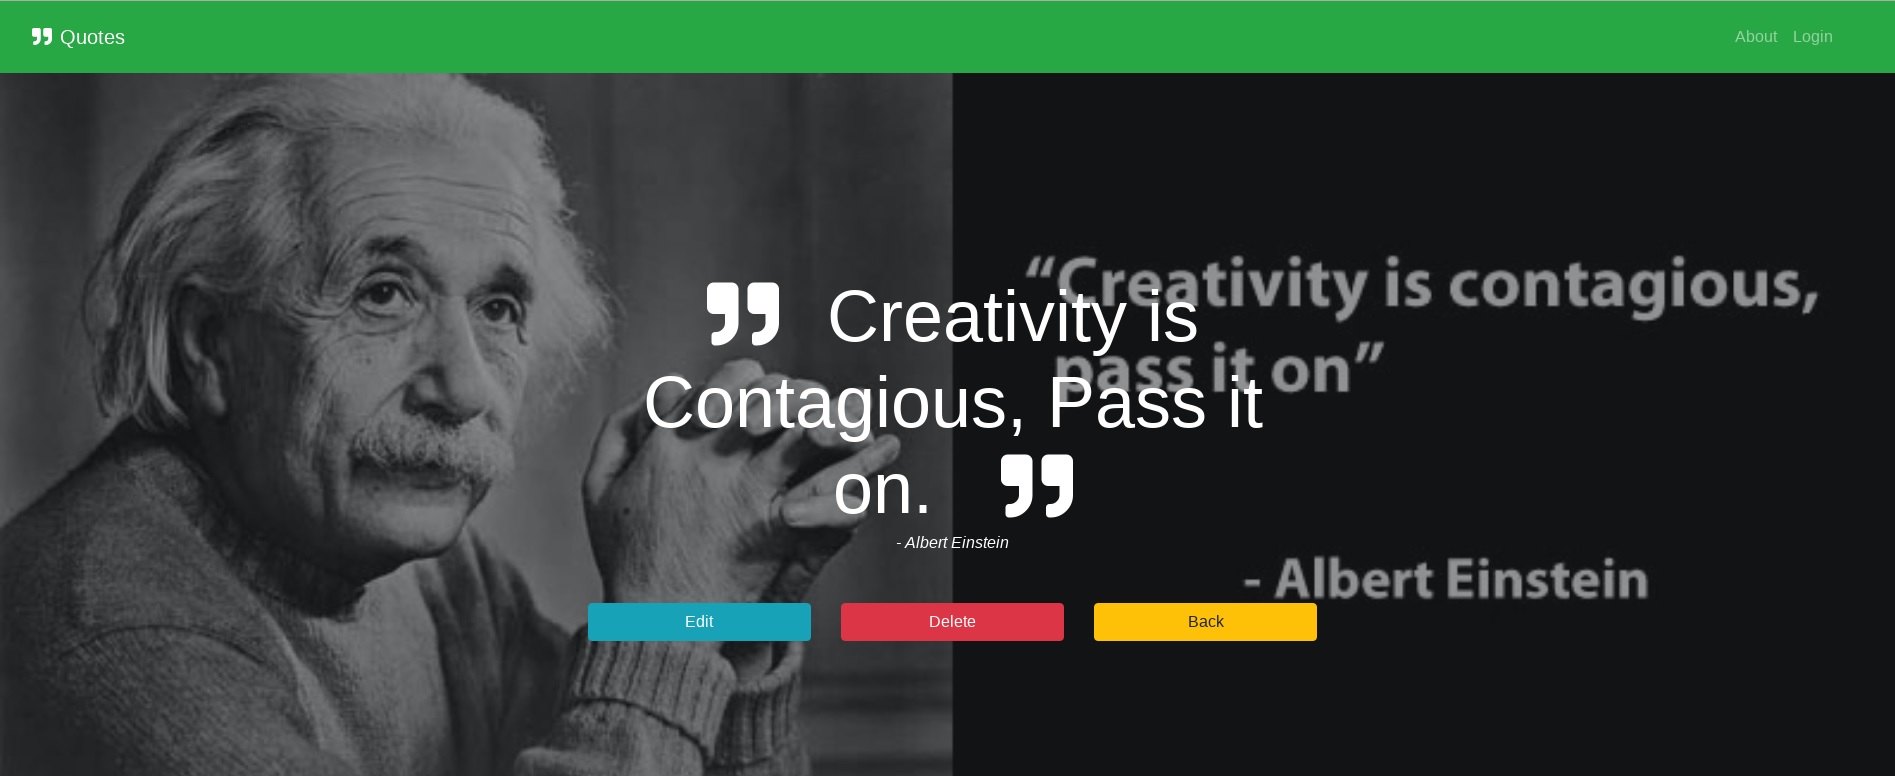 Quotes
About Login
Creativity is
Contagious, Pass it
on.
- Albert Einstein
Edit Delete Back
“Creativity is contagious,
pass it on”
- Albert Einstein